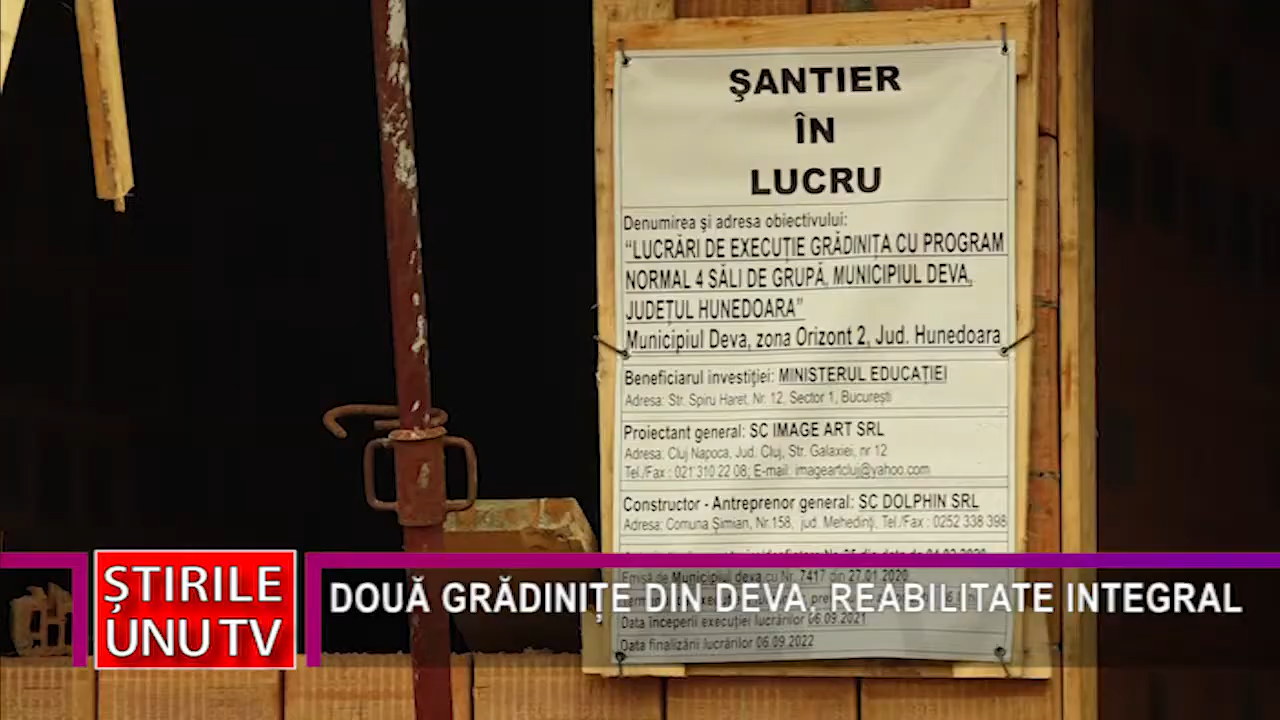 ŞANTIER
ÎN
LUCRU
Denumirea şi adresa obiectivului:
“LUCRĂRI DE EXECUŢIE GRĂDINIŢA CU PROGRAM
NORMAL 4 SĂLI DE GRUPĂ, MUNICIPIUL DEVA,
JUDEŢUL HUNEDOARA”
Municipiul Deva, zona Orizont 2, Jud. Hunedoara
Beneficiarul investiţiei: MINISTERUL EDUCAŢIEI
Adresa: Str. Spiru Haret, Nr. 12, Sector 1, Bucureşti
Proiectant general: SC IMAGE ART SRL
Adresa: Cluj Napoca, Jud. Cluj, Str. Galaxiei, nr 12
Tel./Fax : 021 310 22 08; E-mail: imageartcluj@yahoo.com
Constructor - Antreprenor general: SC DOLPHIN SRL
Adresa: Comuna Şimian, Nr.158, jud. Mehedinţi, Tel./Fax : 0252 338 398
Emisă de Municipiul deva cu Nr. 7417 din 27.01.2020
Data începerii execuţiei lucrărilor 06.09.2021
Data finalizării lucrărilor 06.09.2022
ȘTIRILE
UNU TV
DOUĂ GRĂDINIȚE DIN DEVA, REABILITATE INTEGRAL